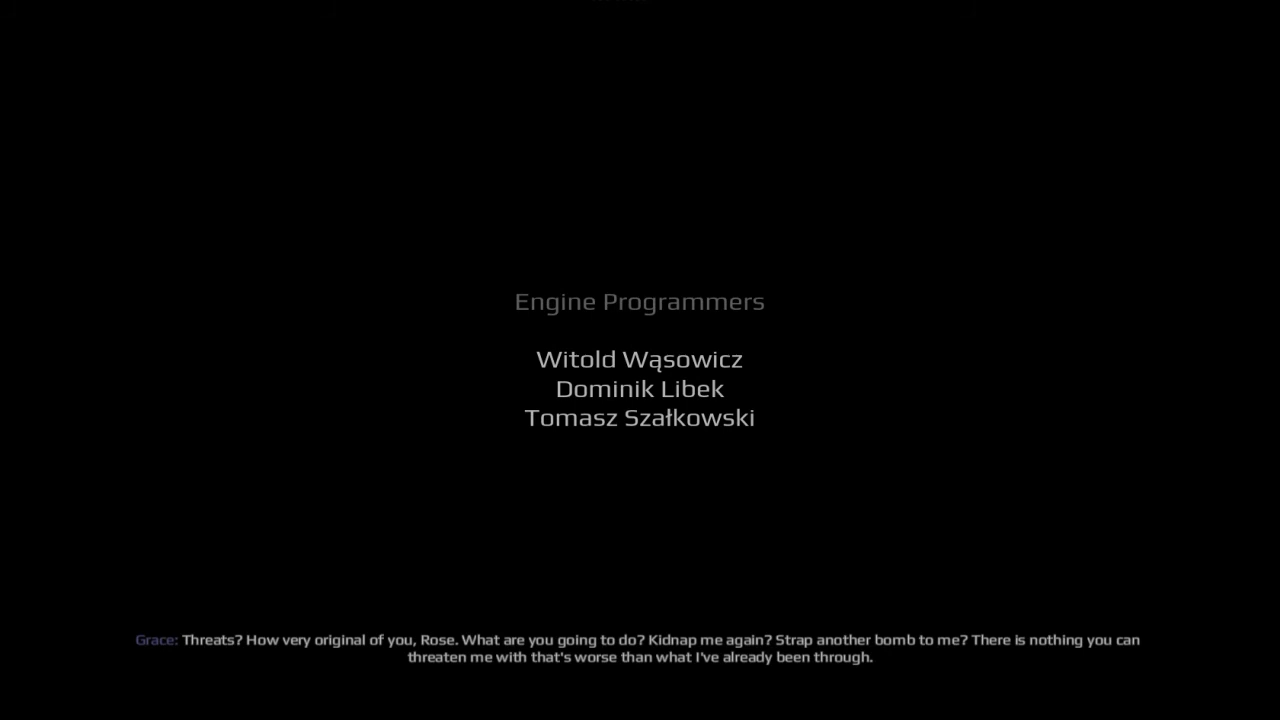 Engine Programmers
Witold Wąsowicz
Dominik Libek
Tomasz Szałkowski
Grace: Threats? How very original of you, Rose. What are you going to do? Kidnap me again? Strap another bomb to me? There is nothing you can
threaten me with that's worse than what I've already been through.